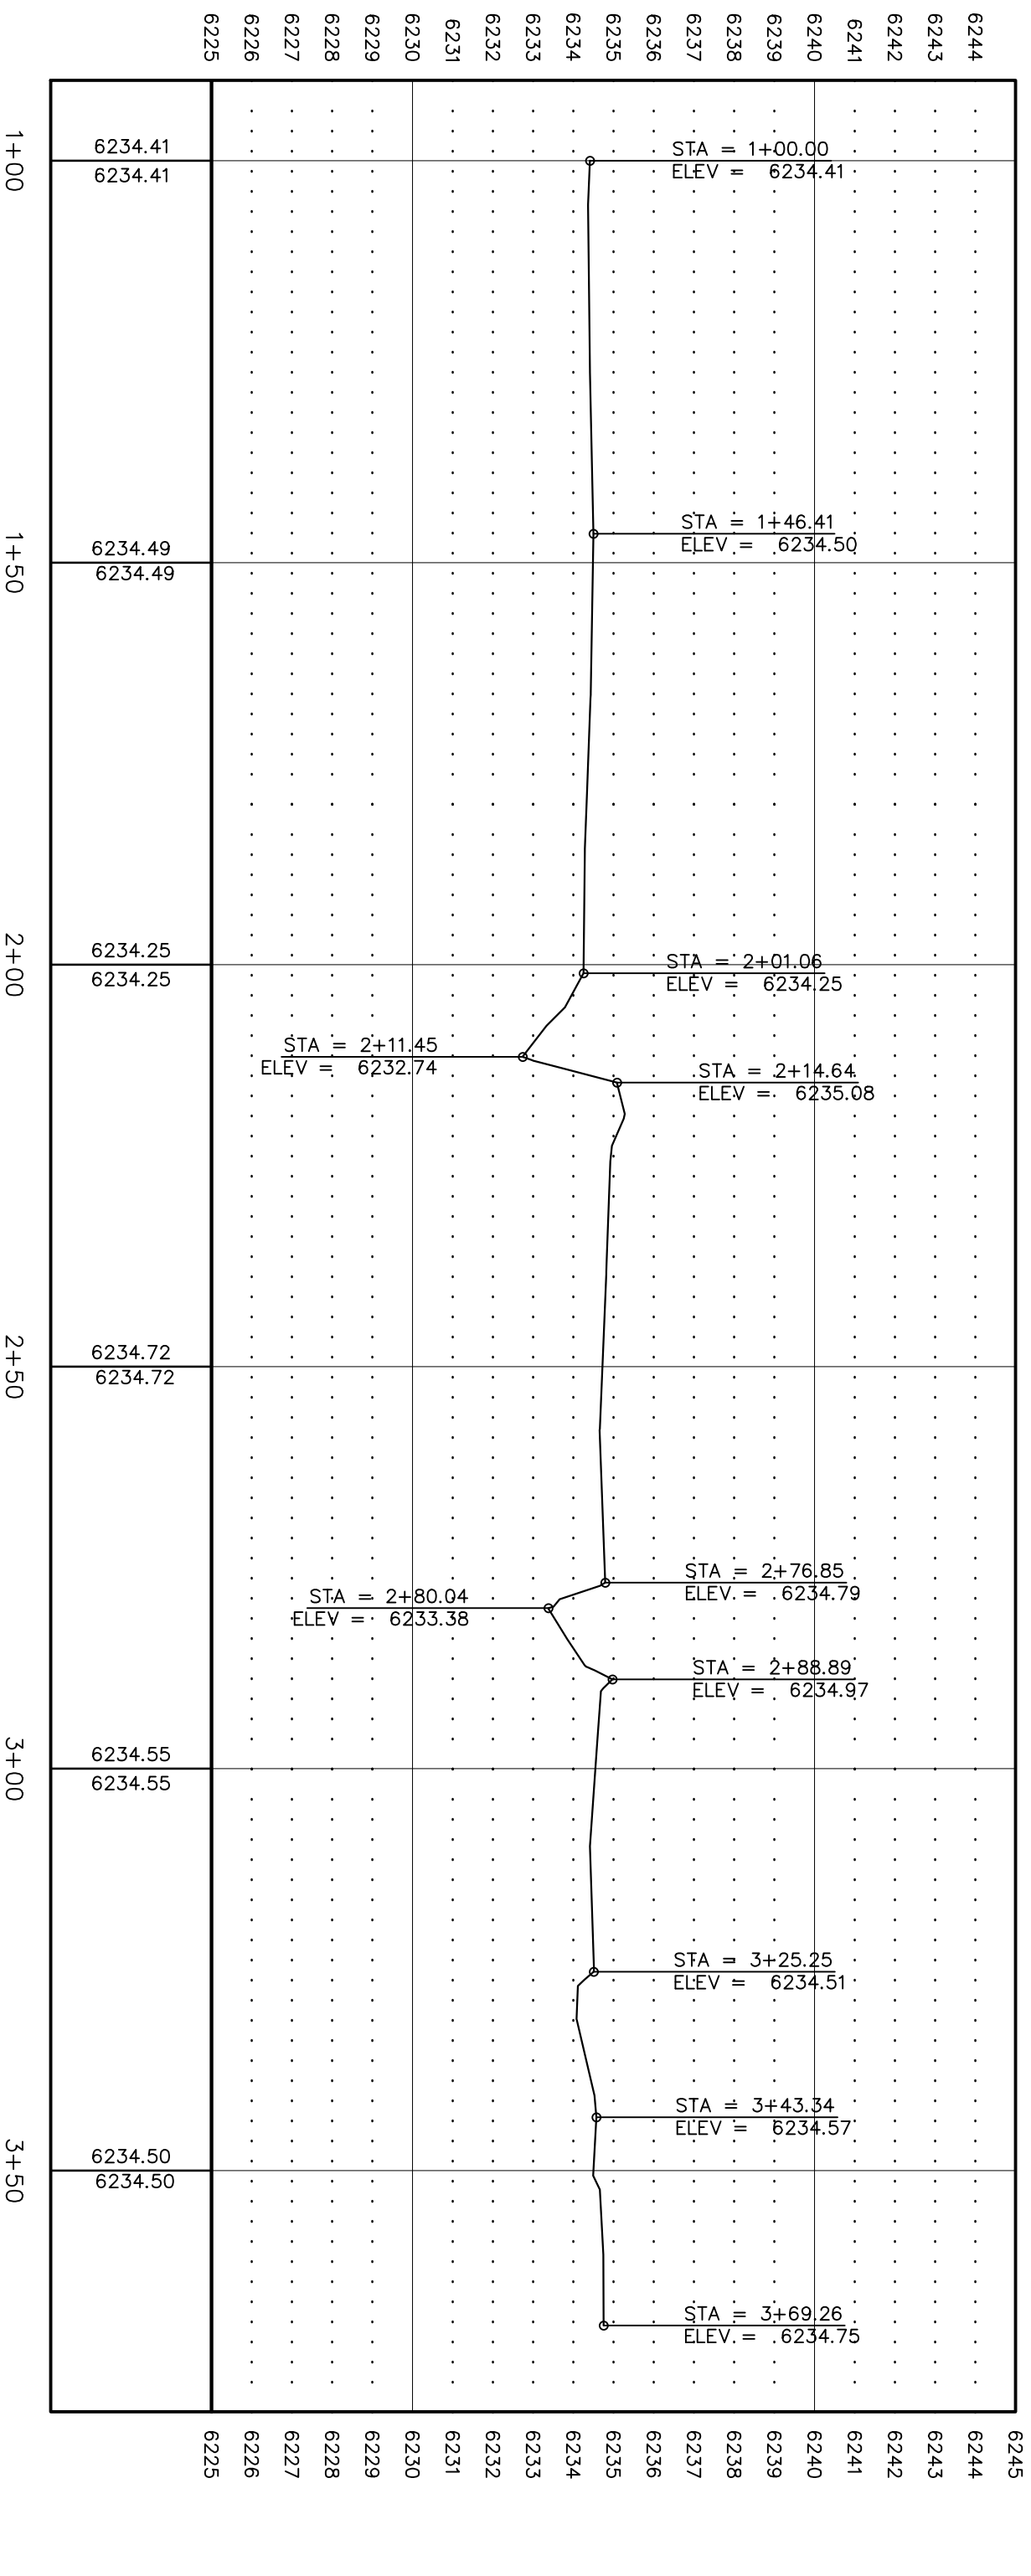 6225 6226 6227 6228 6229 6230 6231 6232 6233 6234 6235 6236 6237 6238 6239 6240 6241 6242 6243 6244
1+00
6234.41
6234.41
STA = 1+00.00
ELEV = 6234.41
STA = 1+46.41
ELEV = 6234.50
1+50
6234.49
6234.49
2+00
6234.25
6234.25
STA = 2+01.06
ELEV = 6234.25
STA = 2+11.45
ELEV = 6232.74
STA = 2+14.64
ELEV = 6235.08
2+50
6234.72
6234.72
STA = 2+76.85
ELEV = 6234.79
STA = 2+80.04
ELEV = 6233.38
STA = 2+88.89
ELEV = 6234.97
3+00
6234.55
6234.55
STA = 3+25.25
ELEV = 6234.51
STA = 3+43.34
ELEV = 6234.57
3+50
6234.50
6234.50
STA = 3+69.26
ELEV = 6234.75
6225 6226 6227 6228 6229 6230 6231 6232 6233 6234 6235 6236 6237 6238 6239 6240 6241 6242 6243 6244 6245